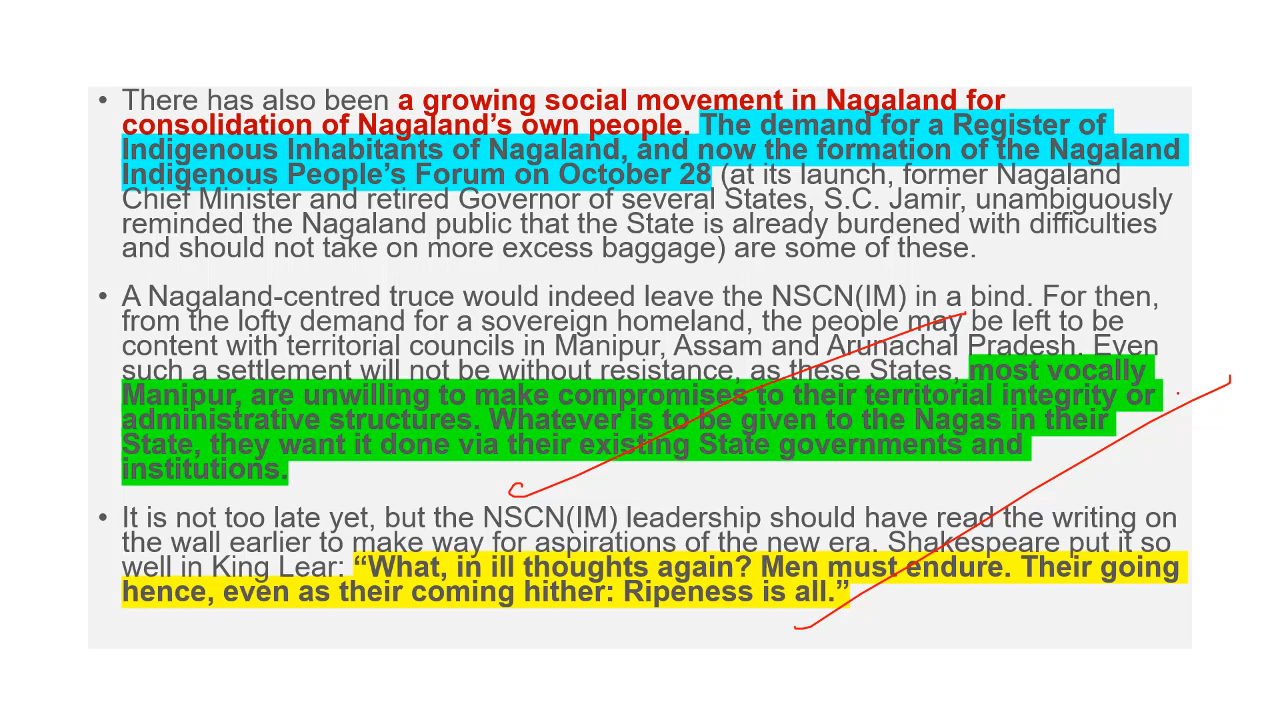 • There has also been a growing social movement in Nagaland for
consolidation of Nagaland’s own people. The demand for a Register of
Indigenous Inhabitants of Nagaland, and now the formation of the Nagaland
Indigenous People’s Forum on October 28 (at its launch, former Nagaland
Chief Minister and retired Governor of several States, S.C. Jamir, unambiguously
reminded the Nagaland public that the State is already burdened with difficulties
and should not take on more excess baggage) are some of these.
• A Nagaland-centred truce would indeed leave the NSCN(IM) in a bind. For then,
from the lofty demand for a sovereign homeland, the people may be left to be
content with territorial councils in Manipur, Assam and Arunachal Pradesh. Even
such a settlement will not be without resistance, as these States, most vocally
Manipur, are unwilling to make compromises to their territorial integrity or
administrative structures. Whatever is to be given to the Nagas in their
State, they want it done via their existing State governments and
institutions.
• It is not too late yet, but the NSCN(IM) leadership should have read the writing on
the wall earlier to make way for aspirations of the new era. Shakespeare put it so
well in King Lear: “What, in ill thoughts again? Men must endure. Their going
hence, even as their coming hither: Ripeness is all.”